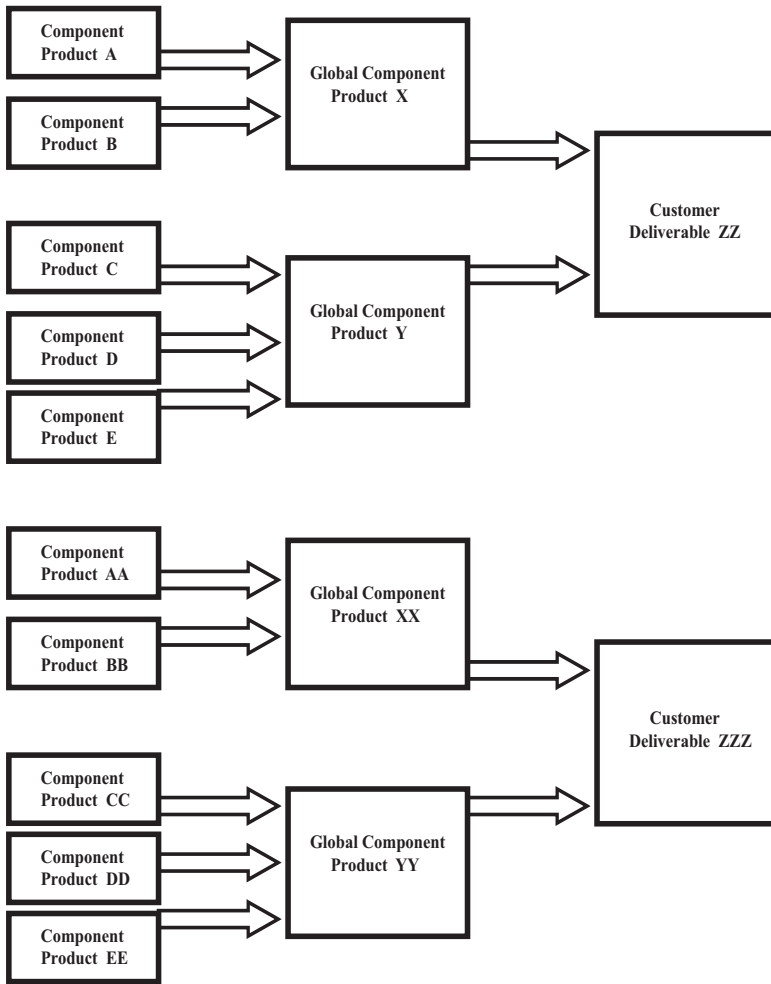 Component
Product A
Component
Product B
Global Component
Product X
Customer
Deliverable ZZ
Component
Product C
Component
Product D
Component
Product E
Global Component
Product Y
Component
Product AA
Component
Product BB
Global Component
Product XX
Customer
Deliverable ZZZ
Component
Product CC
Component
Product DD
Component
Product EE
Global Component
Product YY